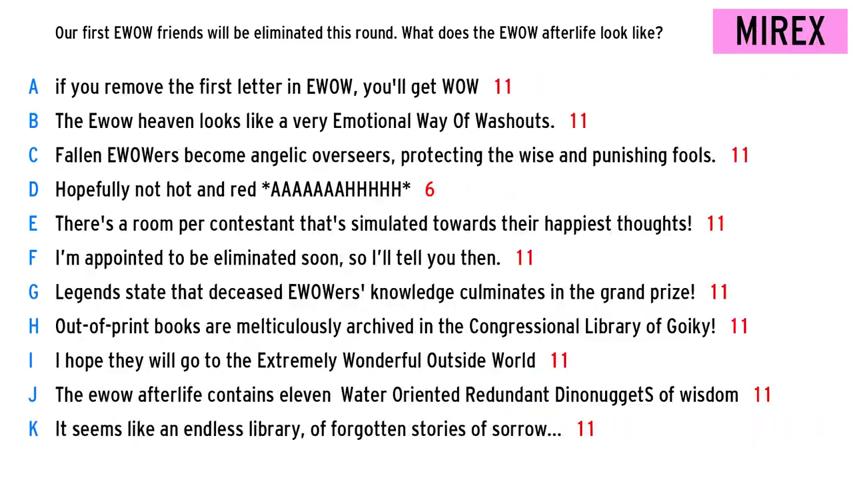 Our first EWOW friends will be eliminated this round. What does the EWOW afterlife look like?
MIREX
A if you remove the first letter in EWOW, you'll get WOW 11
B The Ewow heaven looks like a very Emotional Way Of Washouts. 11
C Fallen EWOWers become angelic overseers, protecting the wise and punishing fools. 11
D Hopefully not hot and red *AAAAAAAHHHHH* 6
E There's a room per contestant that's simulated towards their happiest thoughts! 11
F I'm appointed to be eliminated soon, so I'll tell you then. 11
G Legends state that deceased EWOWers' knowledge culminates in the grand prize! 11
H Out-of-print books are melticulously archived in the Congressional Library of Goiky! 11
I I hope they will go to the Extremely Wonderful Outside World 11
J The ewow afterlife contains eleven  Water Oriented Redundant DinonuggetS of wisdom 11
K It seems like an endless library, of forgotten stories of sorrow... 11